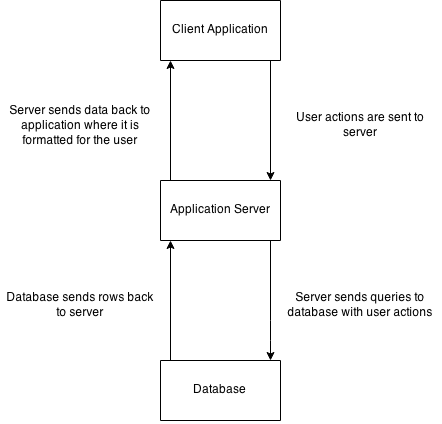 Client Application
Server sends data back to
application where it is
formatted for the user
User actions are sent to
server
Application Server
Database sends rows back
to server
Server sends queries to
database with user actions
Database